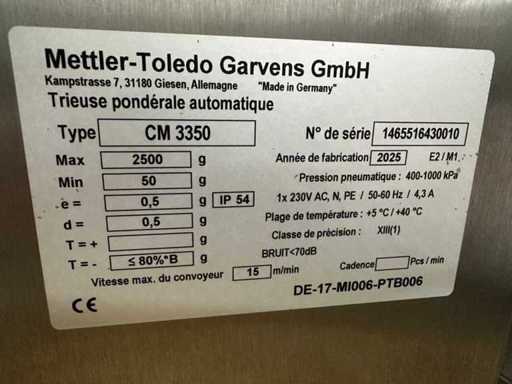 Mettler-Toledo Garvens GmbH
Kampstrasse 7, 31180 Giesen, Allemagne "Made in Germany"
Trieuse pondérale automatique
Type CM 3350 N° de série : 1465516430010
Max 2500 g Année de fabrication : 2025 E2 / M1
Min 50 g Pression pneumatique : 400-1000 kPa
e = 0,5 g IP 54 1x 230V AC, N, PE / 50-60 Hz / 4,3 A
d = 0,5 g Plage de température : +5 °C / +40 °C
T = + g Classe de précision : XIII(1)
T = - ≤ 80%*B g BRUIT<70dB
Vitesse max. du convoyeur 15 m/min Cadence Pcs / min
CE DE-17-MI006-PTB006